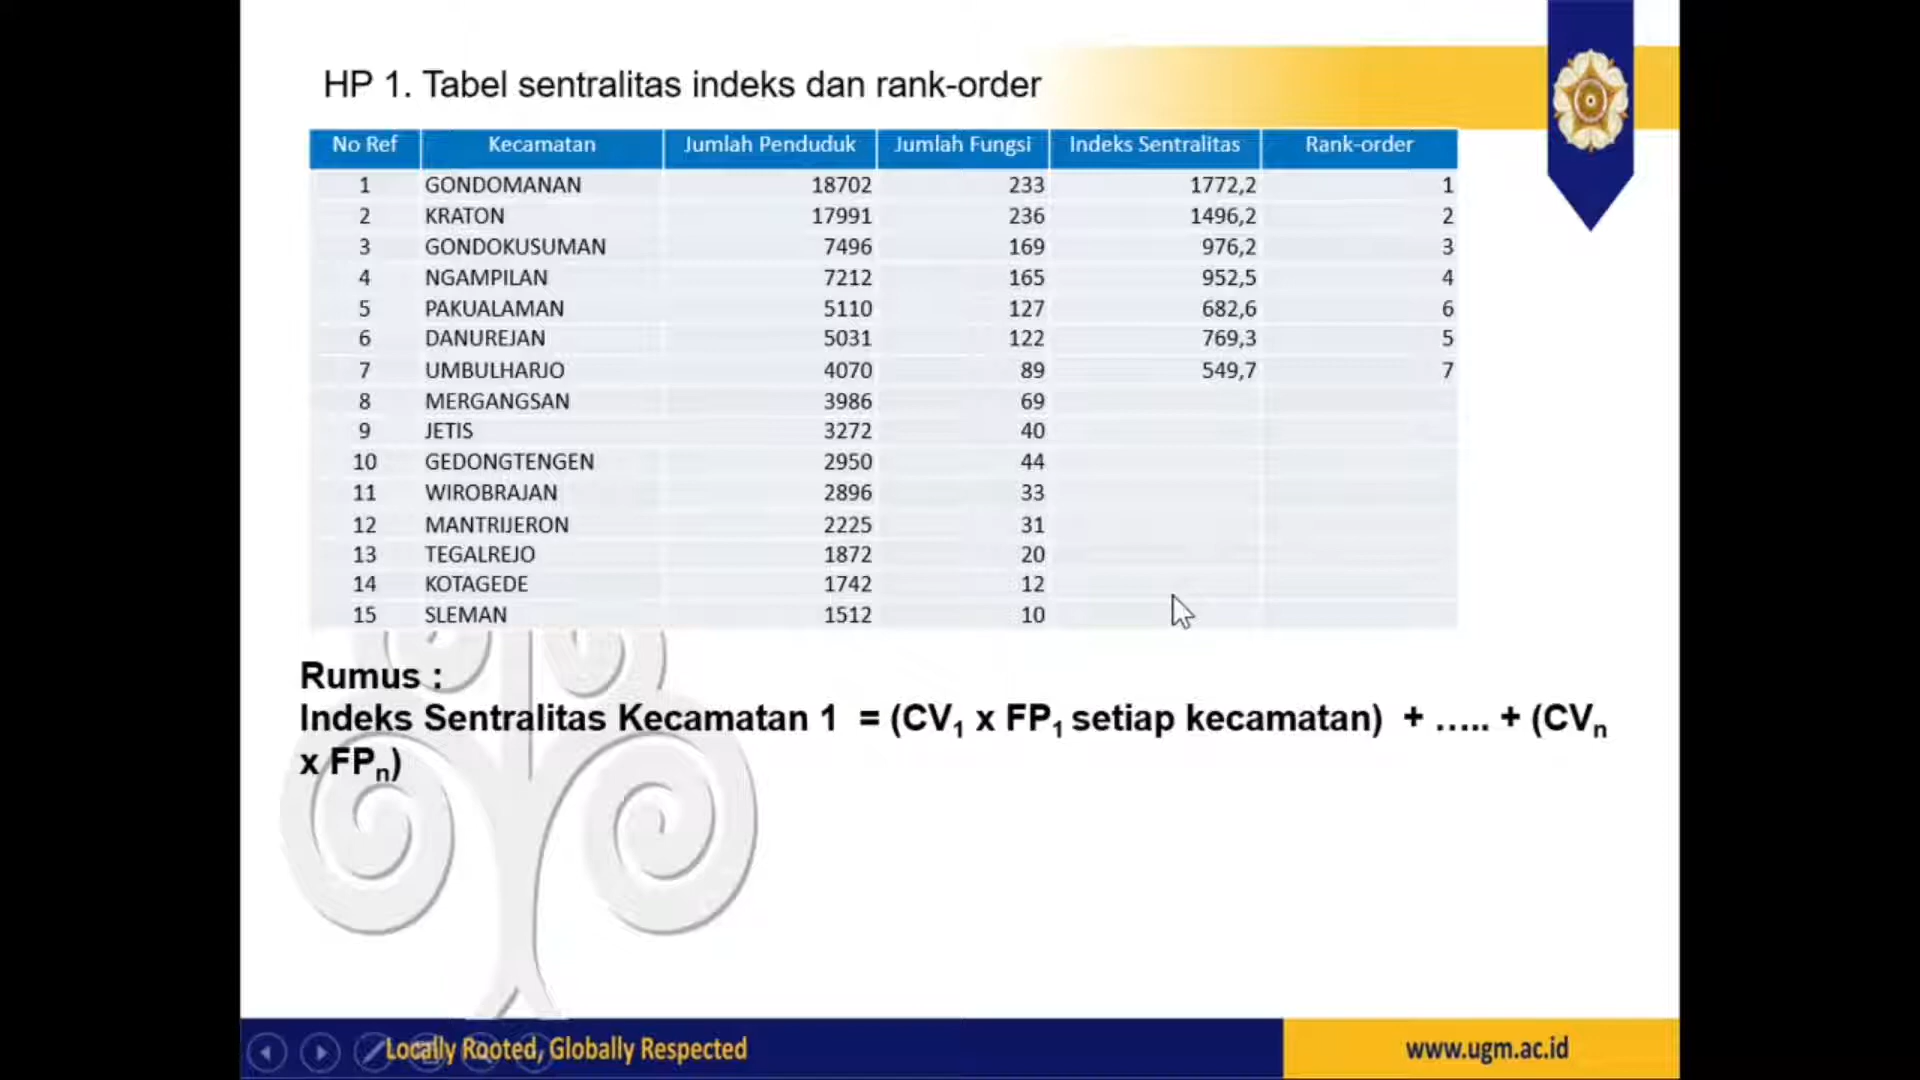 HP 1. Tabel sentralitas indeks dan rank-order
No Ref Kecamatan Jumlah Penduduk Jumlah Fungsi Indeks Sentralitas Rank-order
1 GONDOMANAN 18702 233 1772,2 1
2 KRATON 17991 236 1496,2 2
3 GONDOKUSUMAN 7496 169 976,2 3
4 NGAMPILAN 7212 165 952,5 4
5 PAKUALAMAN 5110 127 682,6 6
6 DANUREJAN 5031 122 769,3 5
7 UMBULHARJO 4070 89 549,7 7
8 MERGANGSAN 3986 69
9 JETIS 3272 40
10 GEDONGTENGEN 2950 44
11 WIROBRAJAN 2896 33
12 MANTRIJERON 2225 31
13 TEGALREJO 1872 20
14 KOTAGEDE 1742 12
15 SLEMAN 1512 10
Rumus :
Indeks Sentralitas Kecamatan 1 = (CV₁ x FP₁ setiap kecamatan) + ..... + (CVₙ
x FPₙ)
Locally Rooted, Globally Respected
www.ugm.ac.id